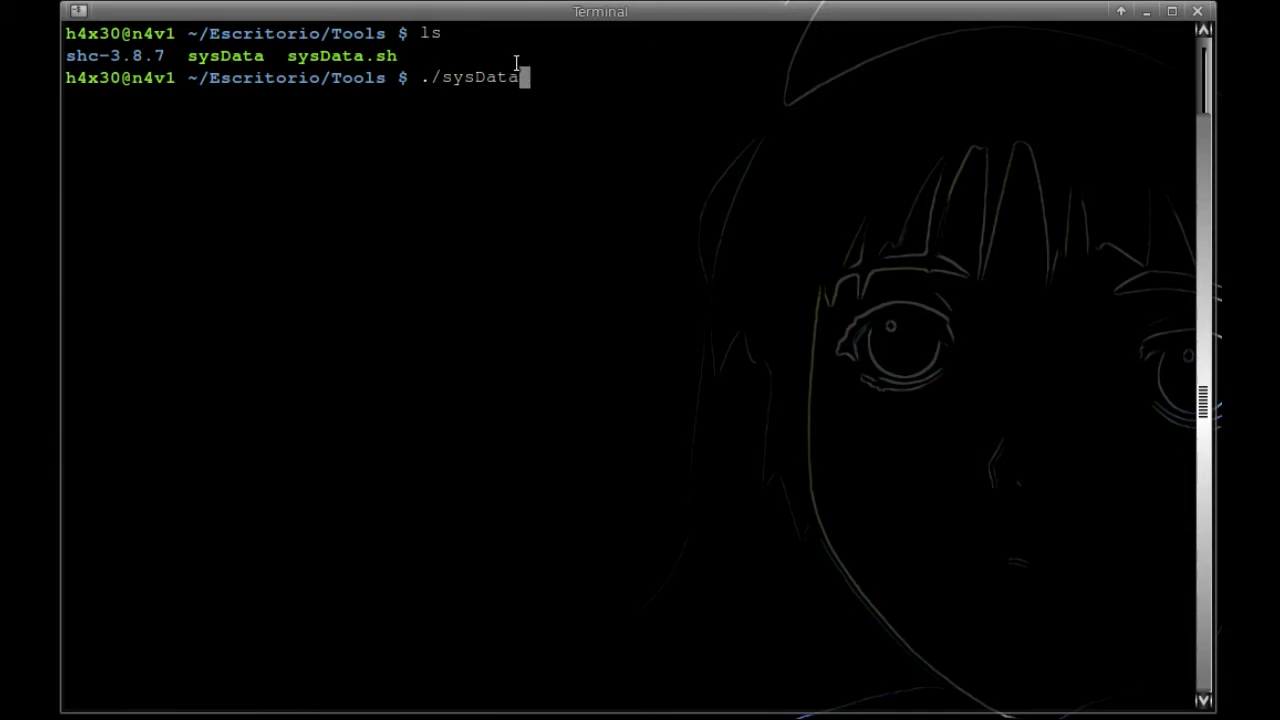 Terminal
h4x30@n4v1 ~/Escritorio/Tools $ ls
shc-3.8.7 sysData sysData.sh
h4x30@n4v1 ~/Escritorio/Tools $ ./sysData